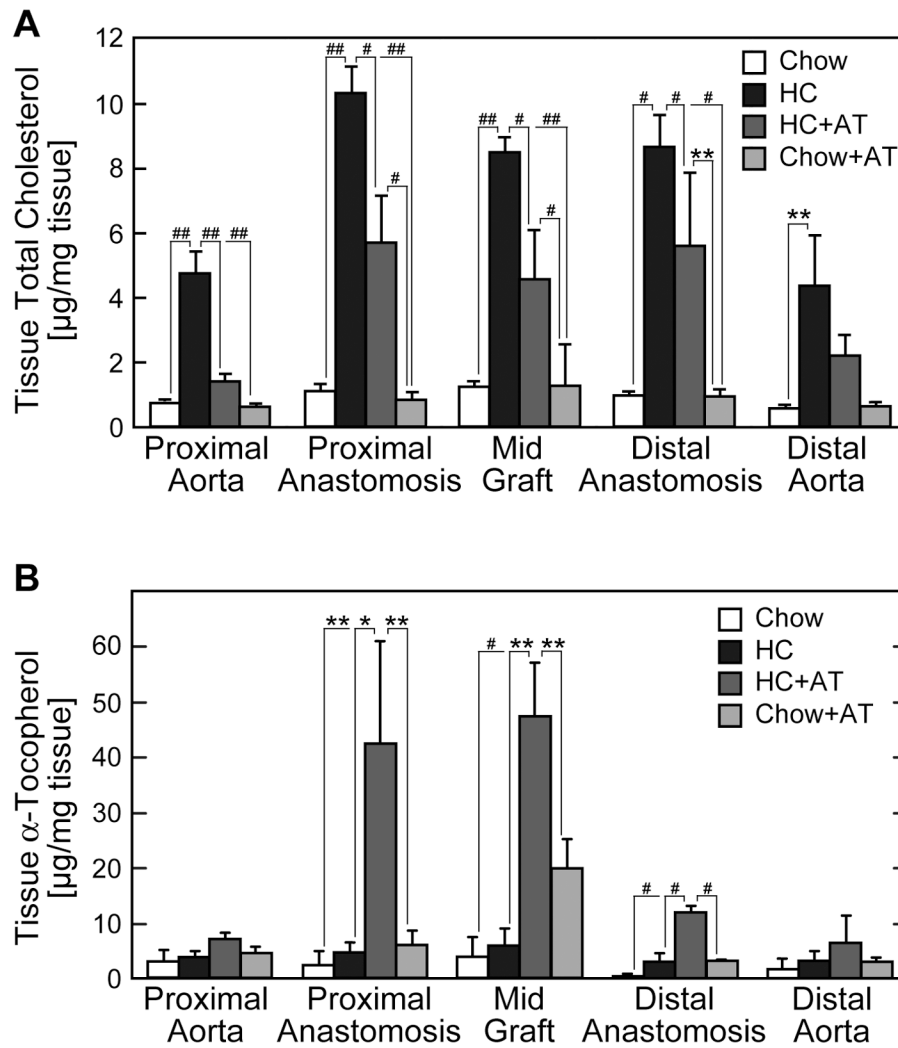 A
Tissue Total Cholesterol
[µg/mg tissue]
12
10
8
6
4
2
0
## # ##
#
## # ##
#
# # #
**
## ## ##
**
Chow
HC
HC+AT
Chow+AT
Proximal Aorta
Proximal Anastomosis
Mid Graft
Distal Anastomosis
Distal Aorta
B
Tissue α-Tocopherol
[µg/mg tissue]
60
50
40
30
20
10
0
** * **
# ** **
# # #
Chow
HC
HC+AT
Chow+AT
Proximal Aorta
Proximal Anastomosis
Mid Graft
Distal Anastomosis
Distal Aorta